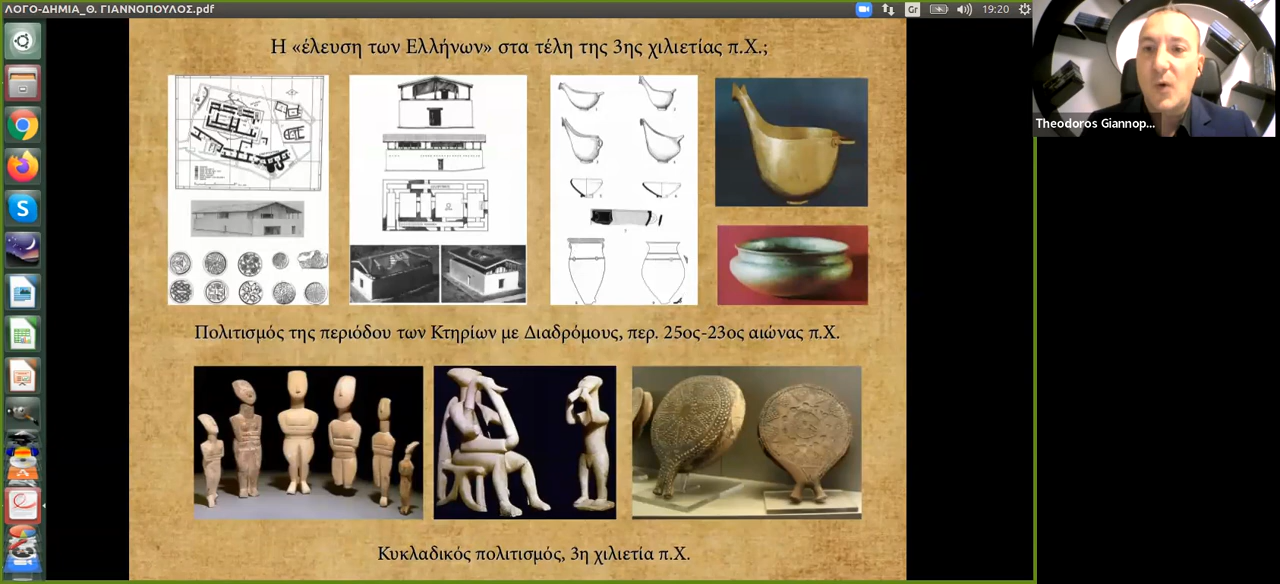 ΛΟΓΟ-ΔΗΜΙΑ_Θ. ΓΙΑΝΝΟΠΟΥΛΟΣ.pdf
Gr
19:20
Η «έλευση των Ελλήνων» στα τέλη της 3ης χιλιετίας π.Χ.;
Theodoros Giannop...
Πολιτισμός της περιόδου των Κτηρίων με Διαδρόμους, περ. 25ος-23ος αιώνας π.Χ.
Κυκλαδικός πολιτισμός, 3η χιλιετία π.Χ.